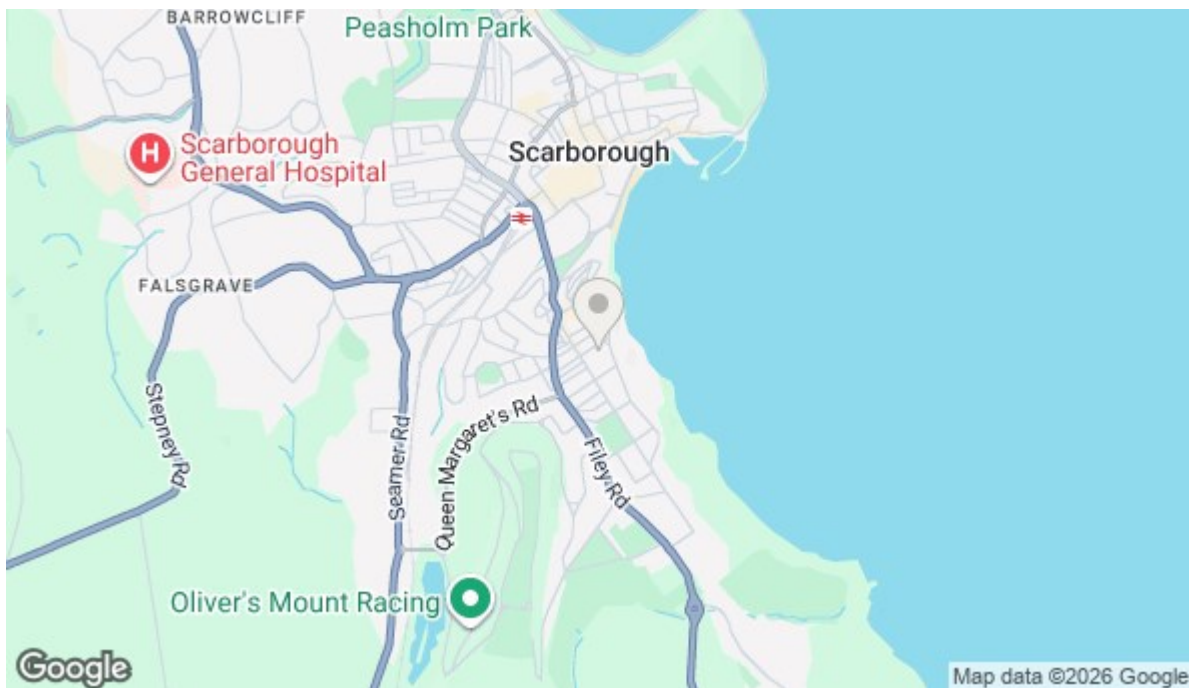 BARROWCLIFF
Peasholm Park
Scarborough
H
Scarborough
General Hospital
FALSGRAVE
Stepney Rd
Seamer Rd
Queen Margaret's Rd
Filey Rd
Oliver's Mount Racing
Google
Map data ©2026 Google